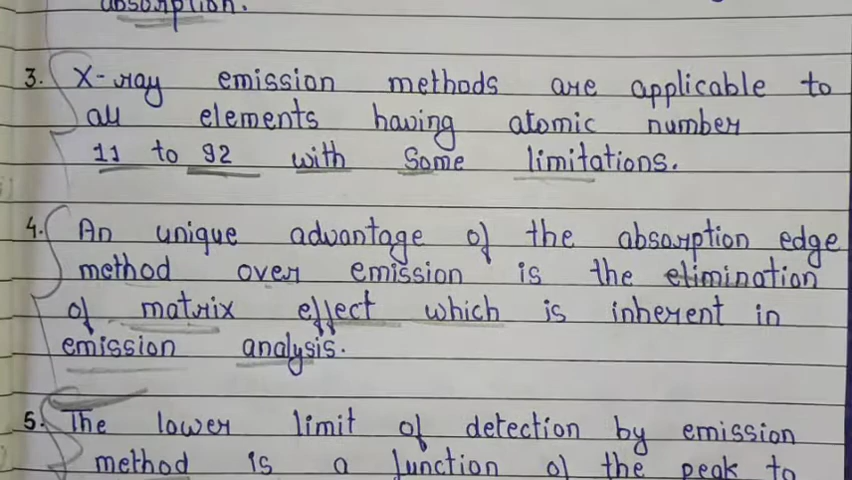 absorption.
3. X-ray emission methods are applicable to
all elements having atomic number
11 to 92 with some limitations.
4. An unique advantage of the absorption edge
method over emission is the elimination
of matrix effect which is inherent in
emission analysis.
5. The lower limit of detection by emission
method is a function of the peak to